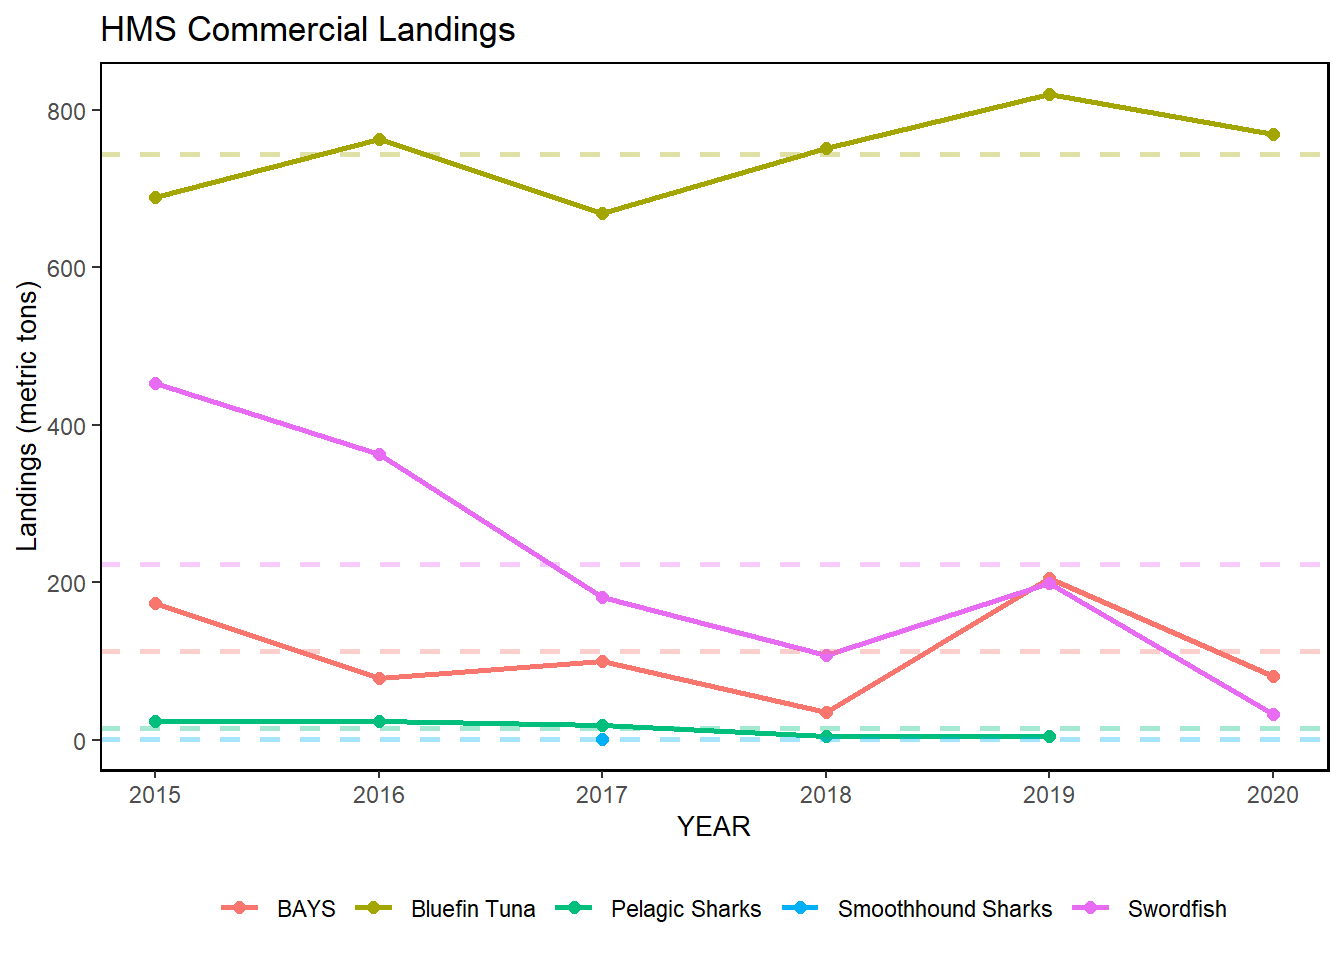 HMS Commercial Landings
Landings (metric tons)
800
600
400
200
0
2015 2016 2017 2018 2019 2020
YEAR
BAYS Bluefin Tuna Pelagic Sharks Smoothhound Sharks Swordfish